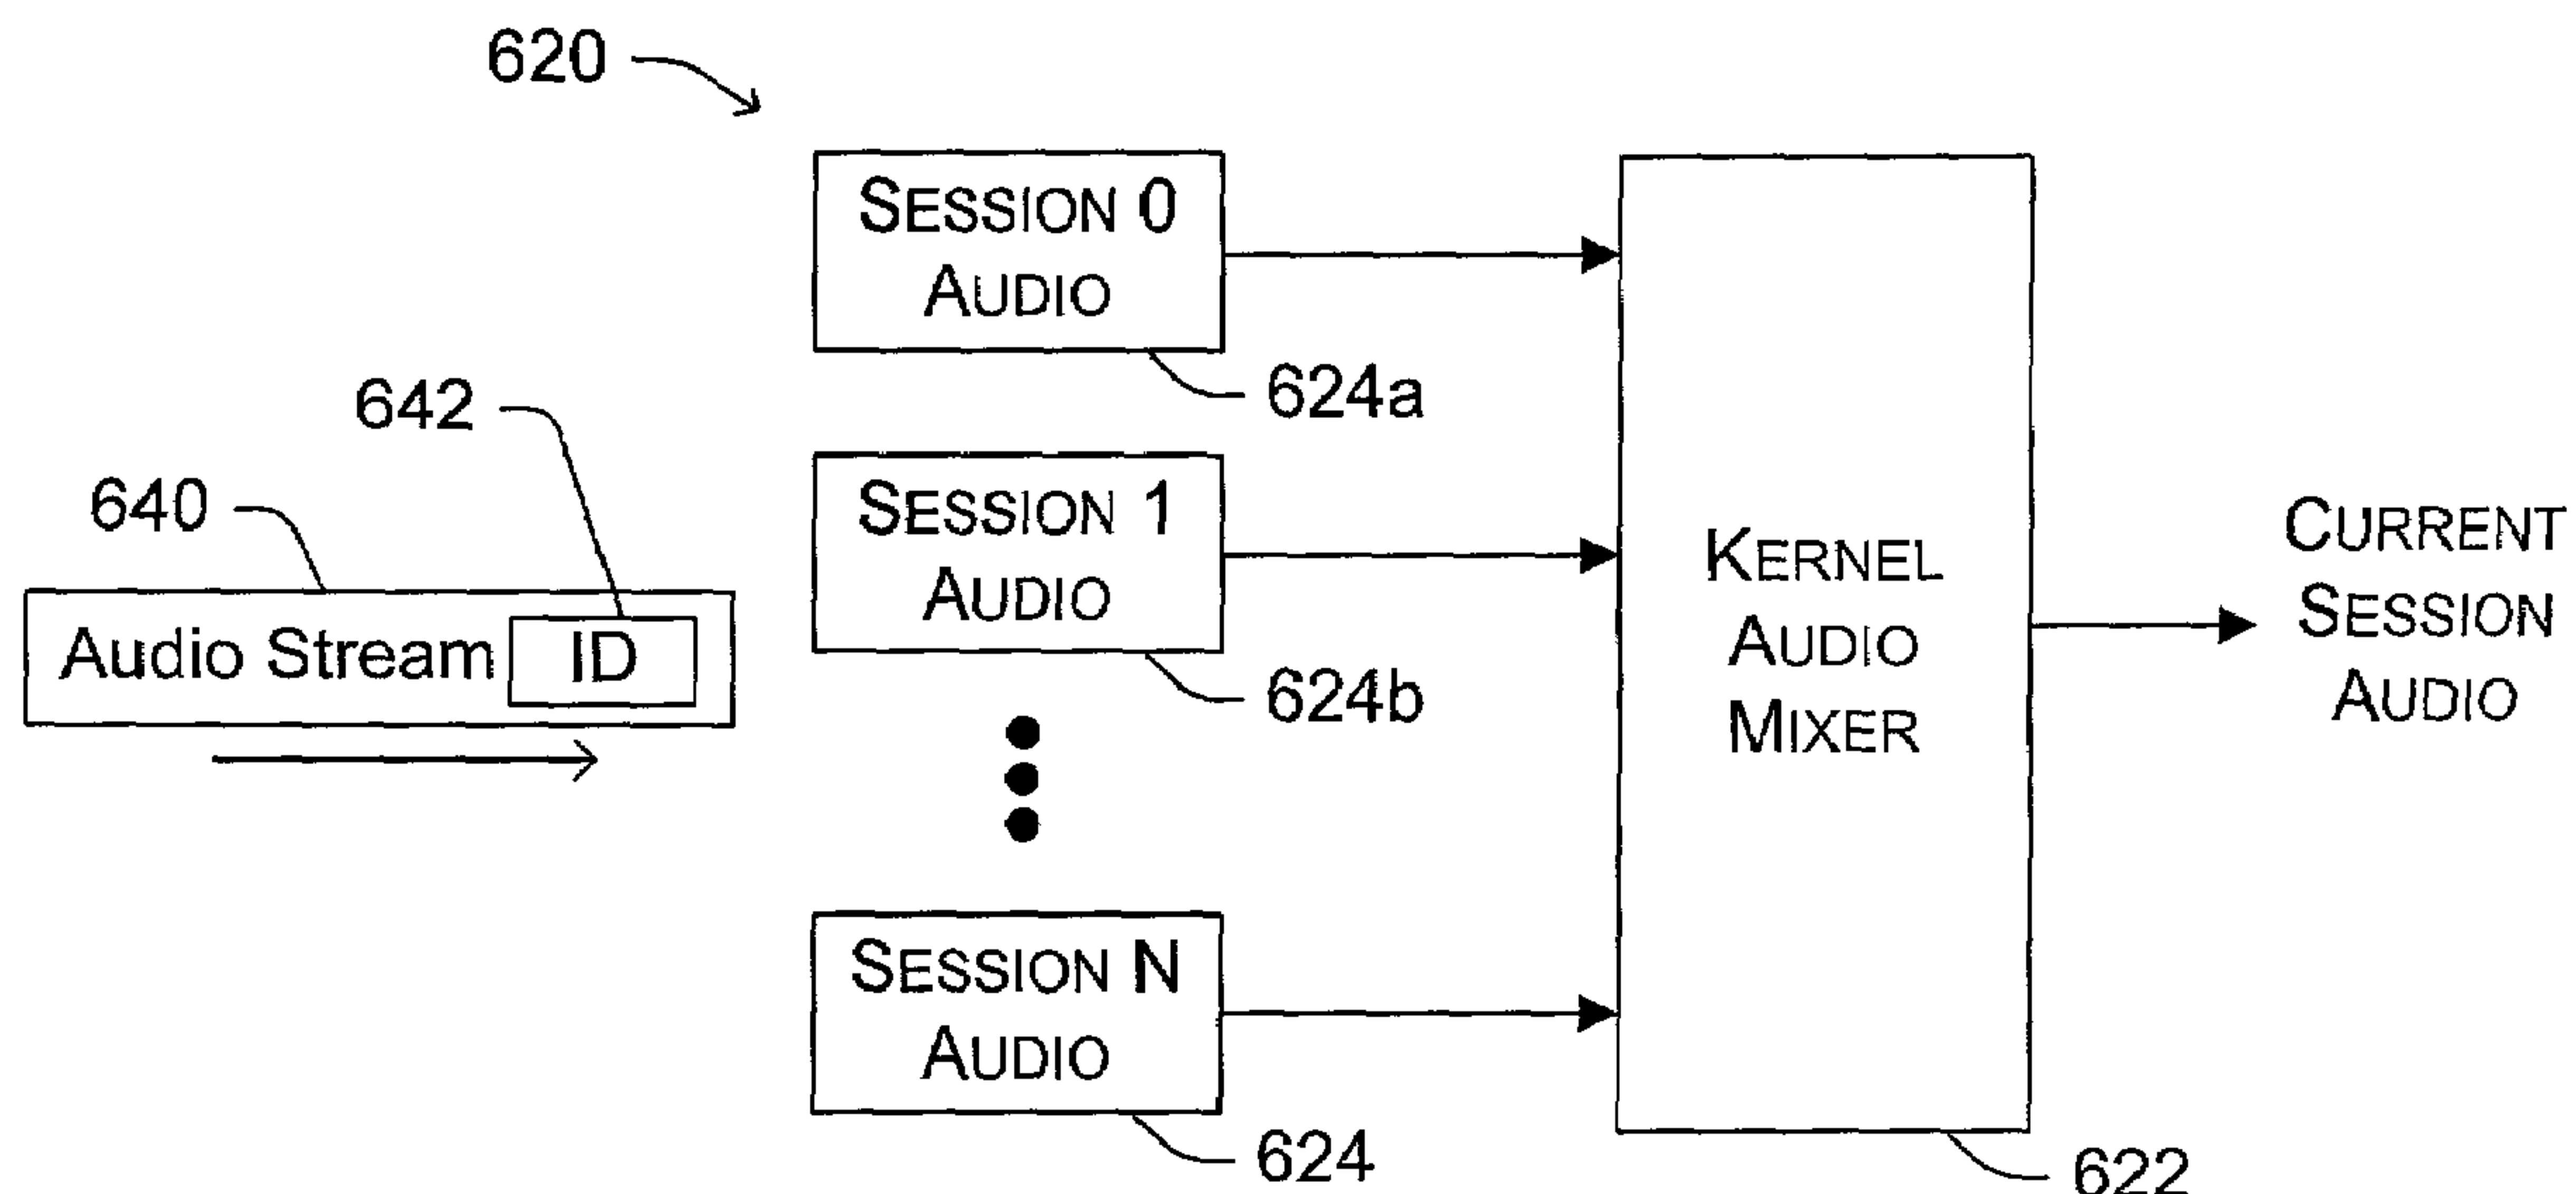 620
SESSION 0
AUDIO
624a
642
640
Audio Stream ID
SESSION 1
AUDIO
624b
SESSION N
AUDIO
624
KERNEL
AUDIO
MIXER
622
CURRENT
SESSION
AUDIO